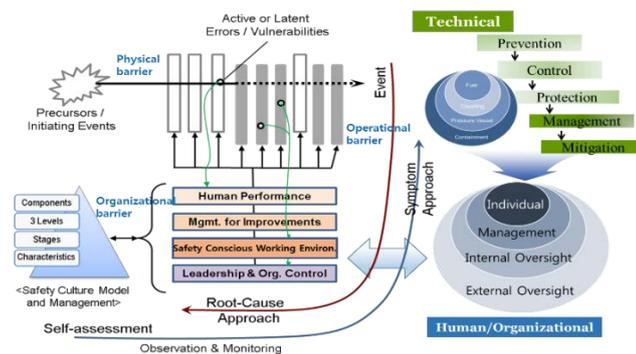 Active or Latent
Errors / Vulnerabilities
Physical
barrier
Precursors /
Initiating Events
Event
Operational
barrier
Organizational
barrier
Components
3 Levels
Stages
Characteristics
<Safety Culture Model
and Management>
Human Performance
Mgmt. for Improvements
Safety Conscious Working Environ.
Leadership & Org. Control
Root-Cause
Approach
Self-assessment
Observation & Monitoring
Symptom
Approach
Technical
Prevention
Control
Protection
Management
Mitigation
Fuel
Cladding
Pressure Vessel
Containment
Individual
Management
Internal Oversight
External Oversight
Human/Organizational